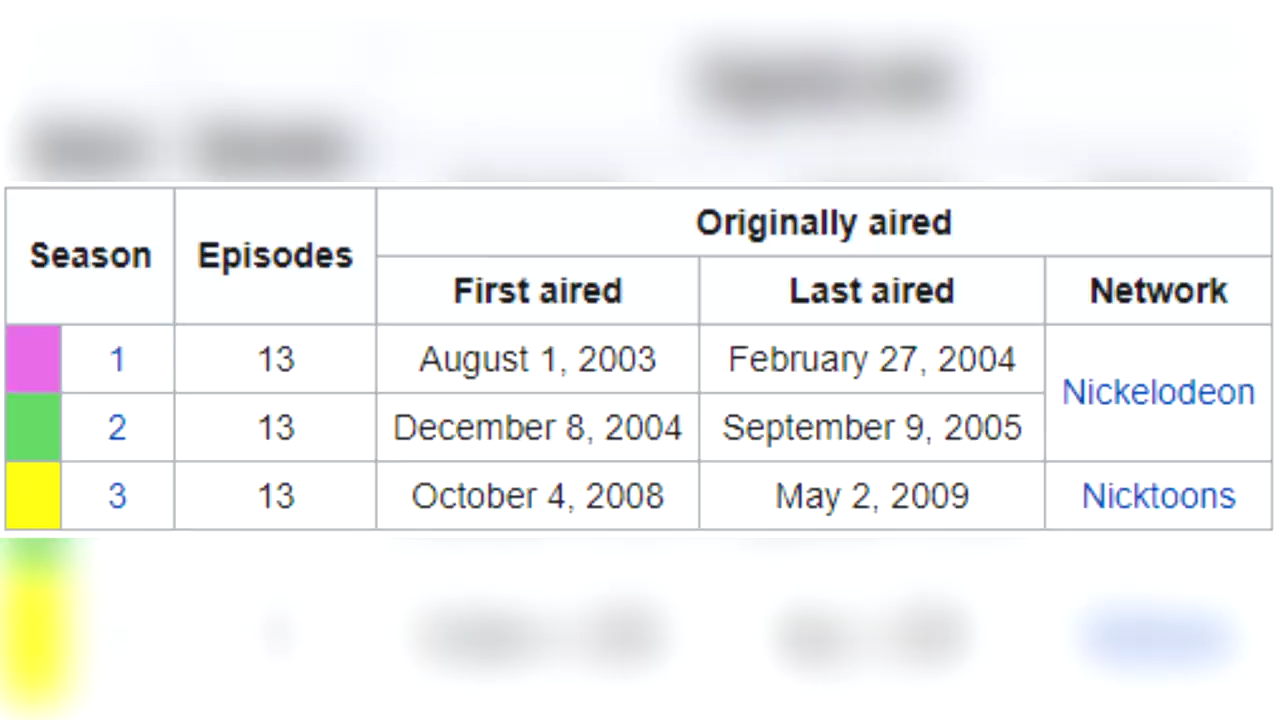 Originally aired
Season Episodes
First aired Last aired Network
1 13 August 1, 2003 February 27, 2004
Nickelodeon
2 13 December 8, 2004 September 9, 2005
3 13 October 4, 2008 May 2, 2009 Nicktoons